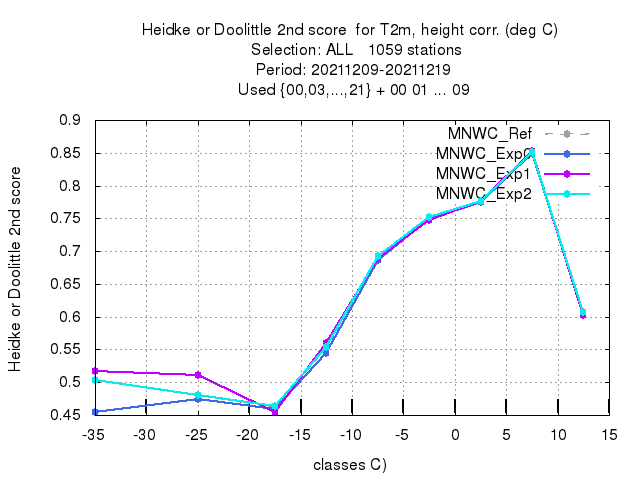 Heidke or Doolittle 2nd score for T2m, height corr. (deg C)
Selection: ALL 1059 stations
Period: 20211209-20211219
Used {00,03,...,21} + 00 01 ... 09
Heidke or Doolittle 2nd score
0.9
0.85
0.8
0.75
0.7
0.65
0.6
0.55
0.5
0.45
MNWC_Ref
MNWC_Exp0
MNWC_Exp1
MNWC_Exp2
-35 -30 -25 -20 -15 -10 -5 0 5 10 15
classes C)